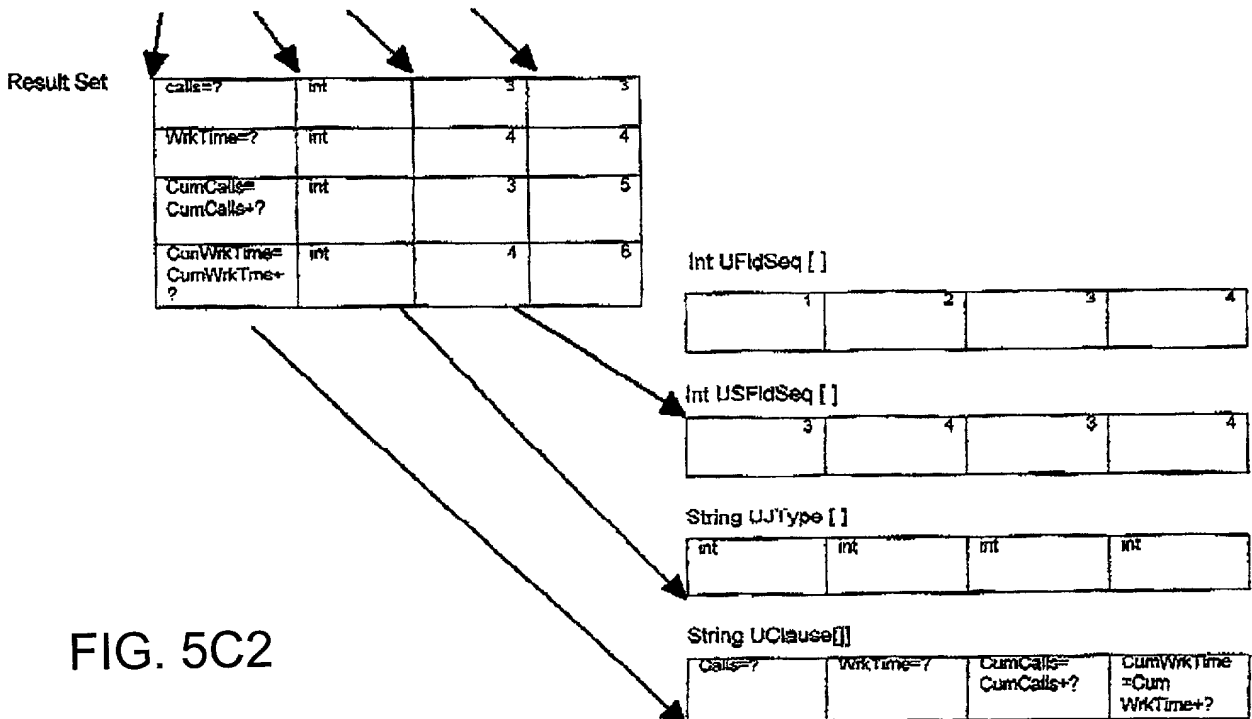 Result Set
calls=? int 3 3
WrkTime=? int 4 4
CumCalls= int 3 5
CumCalls+?
CunWrkTime= int 4 6
CumWrkTme+
?
Int UFldSeq [ ]
1 2 3 4
Int USFldSeq [ ]
3 4 3 4
String UJType [ ]
int int int int
String UClause[]
Calls=? WrkTime=? CumCalls= CumWrkTime
CumCalls+? =Cum
WrkTime+?
FIG. 5C2